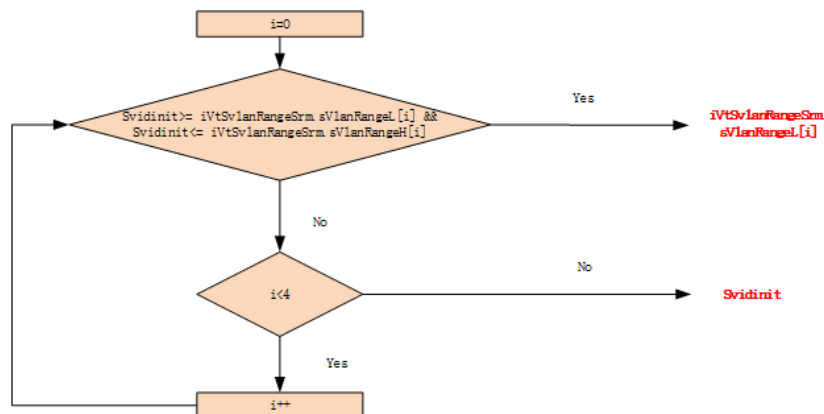 i=0
Svidinit>= iVtSvlanRangeSrm.sVlanRangeL[i] &&
Svidinit<= iVtSvlanRangeSrm.sVlanRangeH[i]
Yes
iVtSvlanRangeSrm.
sVlanRangeL[i]
No
i<4
No
Svidinit
Yes
i++